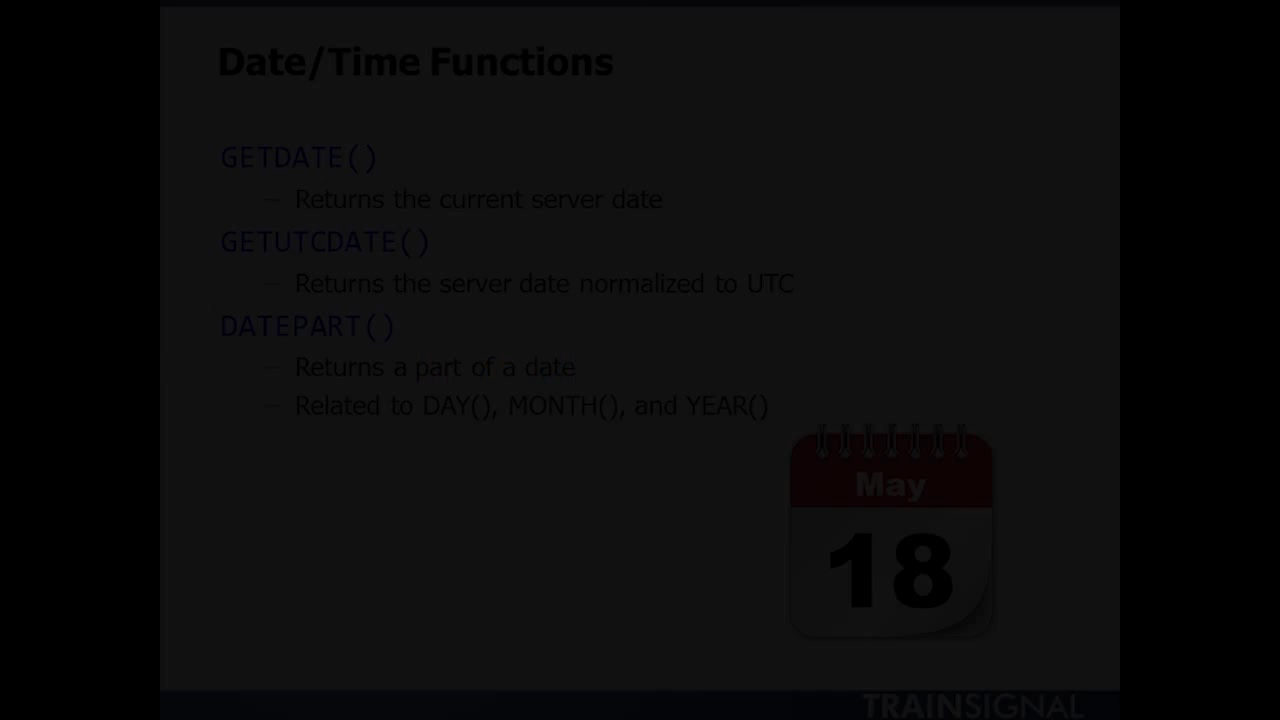 Date/Time Functions
GETDATE()
– Returns the current server date
GETUTCDATE()
– Returns the server date normalized to UTC
DATEPART()
– Returns a part of a date
– Related to DAY(), MONTH(), and YEAR()
May
18
TRAINSIGNAL